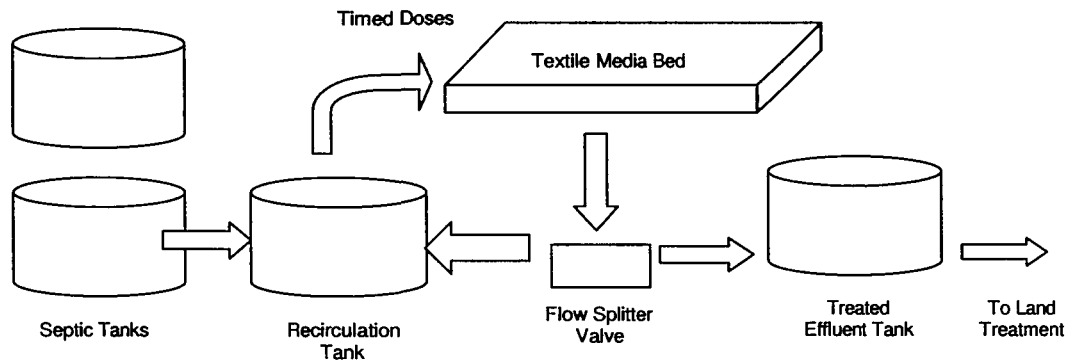 Timed Doses
Textile Media Bed
Septic Tanks
Recirculation
Tank
Flow Splitter
Valve
Treated
Effluent Tank
To Land
Treatment